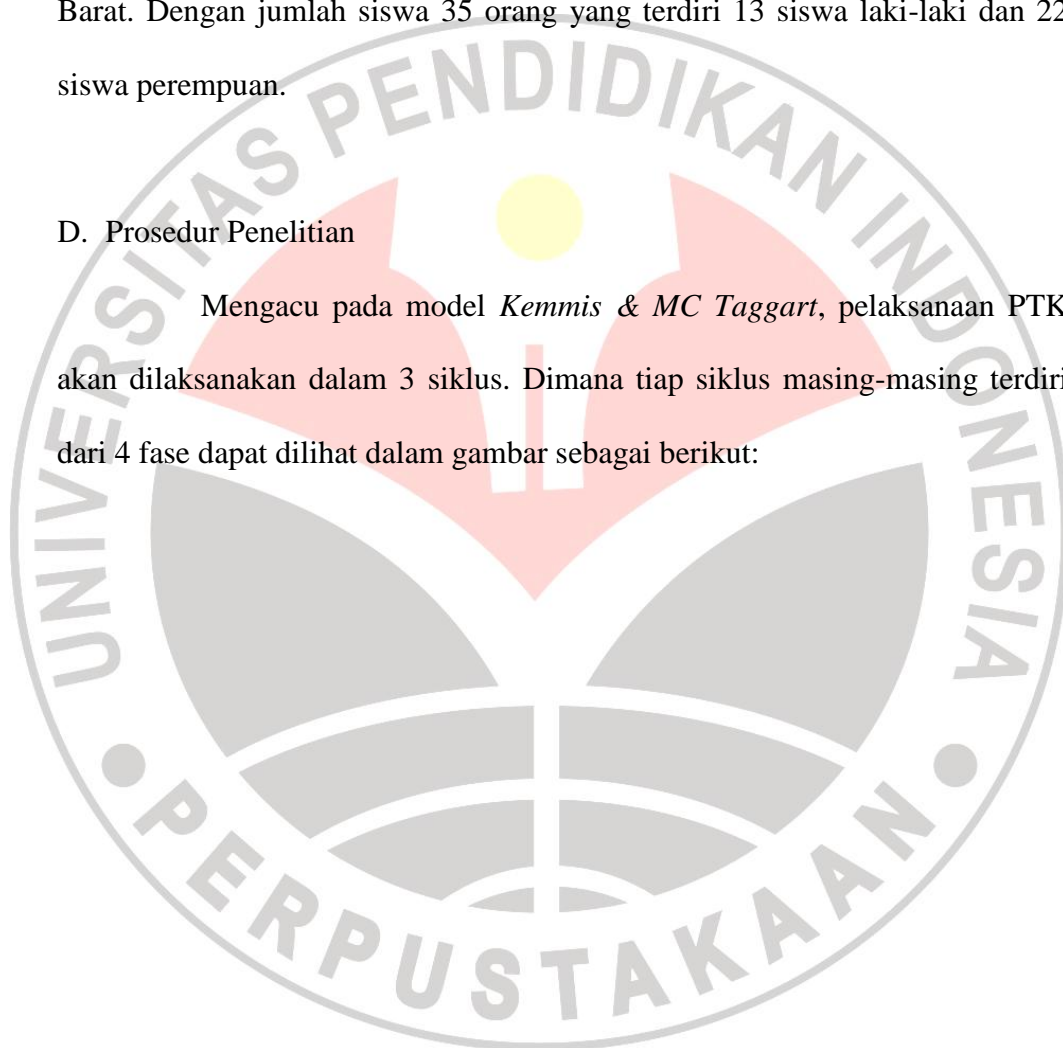 Barat. Dengan jumlah siswa 35 orang yang terdiri 13 siswa laki-laki dan 22
siswa perempuan.
D. Prosedur Penelitian
Mengacu pada model Kemmis & MC Taggart, pelaksanaan PTK
akan dilaksanakan dalam 3 siklus. Dimana tiap siklus masing-masing terdiri
dari 4 fase dapat dilihat dalam gambar sebagai berikut:
UNIVERSITAS PENDIDIKAN INDONESIA
PERPUSTAKAAN